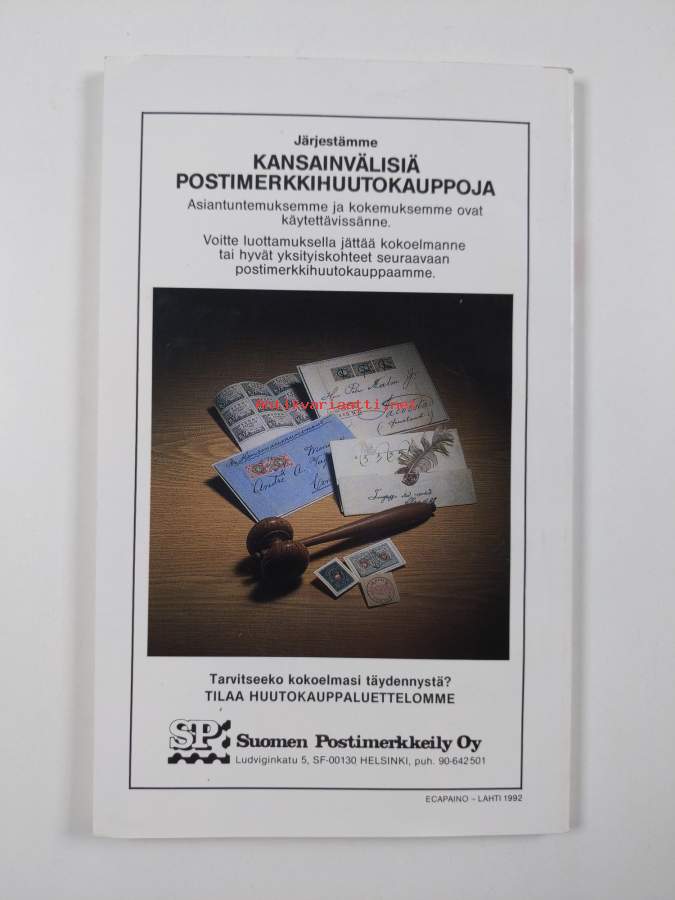 Järjestämme
KANSAINVÄLISIÄ
POSTIMERKKIHUUTOKAUPPOJA
Asiantuntemuksemme ja kokemuksemme ovat
käytettävissänne.
Voitte luottamuksella jättää kokoelmanne
tai hyvät yksityiskohteet seuraavaan
postimerkkihuutokauppaamme.
Antikvariaatti.net
Tarvitseeko kokoelmasi täydennystä?
TILAA HUUTOKAUPPALUETTELOMME
SP
Suomen Postimerkkeily Oy
Ludviginkatu 5, SF-00130 HELSINKI, puh. 90-642501
ECAPAINO – LAHTI 1992